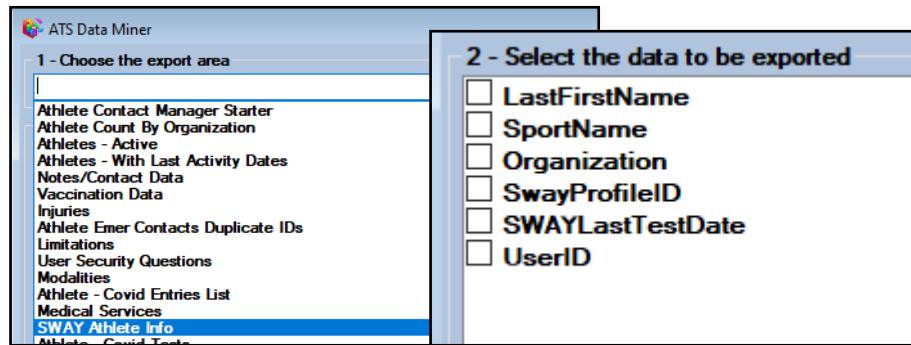 ATS Data Miner
1 - Choose the export area
Athlete Contact Manager Starter
Athlete Count By Organization
Athletes - Active
Athletes - With Last Activity Dates
Notes/Contact Data
Vaccination Data
Injuries
Athlete Emer Contacts Duplicate IDs
Limitations
User Security Questions
Modalities
Athlete - Covid Entries List
Medical Services
SWAY Athlete Info
Athlete - Covid Tests
2 - Select the data to be exported
LastFirstName
SportName
Organization
SwayProfileID
SWAYLastTestDate
UserID